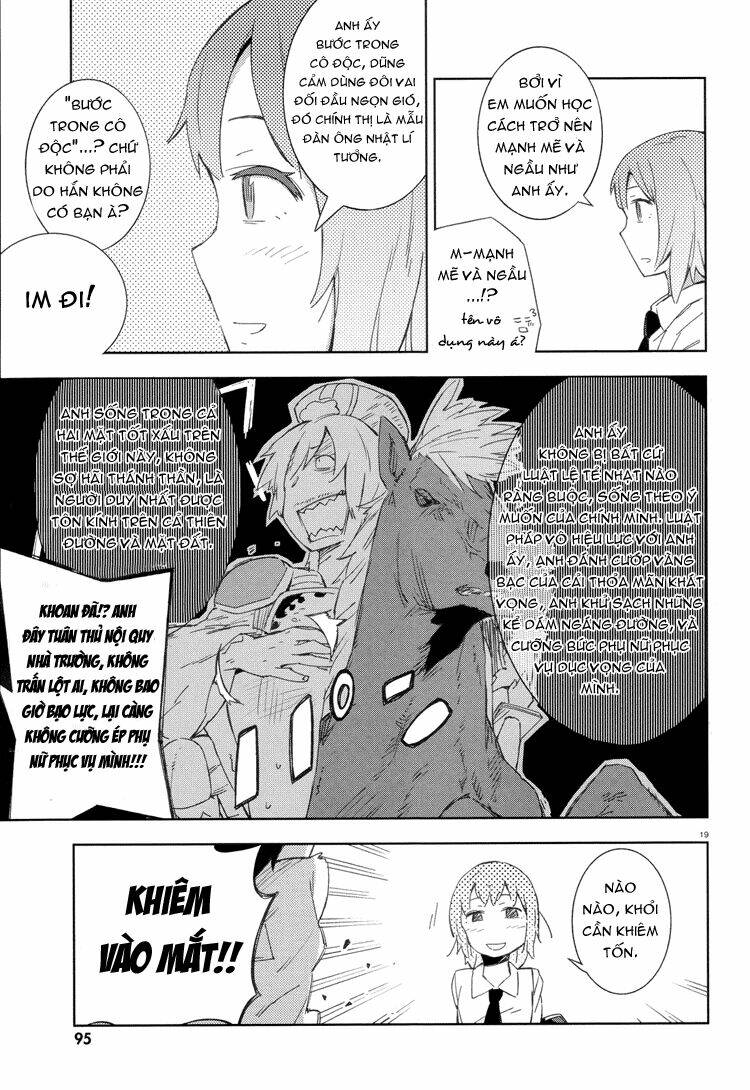 BỞI VÌ
EM MUỐN HỌC
CÁCH TRỞ NÊN
MẠNH MẼ VÀ
NGẦU NHƯ
ANH ẤY.
M-MẠNH
MẼ VÀ NGẦU
...!?
tên vô
dụng này á?
ANH ẤY
BƯỚC TRONG
CÔ ĐỘC, DŨNG
CẢM DÙNG ĐÔI VAI
ĐỐI ĐẦU NGỌN GIÓ,
ĐÓ CHÍNH THỊ LÀ MẪU
ĐÀN ÔNG NHẬT LÍ
TƯỞNG.
"BƯỚC
TRONG CÔ
ĐỘC"...? CHỨ
KHÔNG PHẢI
DO HẮN KHÔNG
CÓ BẠN À?
IM ĐI!
ANH ẤY
KHÔNG BỊ BẤT CỨ
LUẬT LỆ TẺ NHẠT NÀO
RÀNG BUỘC, SỐNG THEO Ý
MUỐN CỦA CHÍNH MÌNH. LUẬT
PHÁP VÔ HIỆU LỰC VỚI ANH
ẤY, ANH ĐÁNH CƯỚP VÀNG
BẠC CỦA CẢI THỎA MÃN KHÁT
VỌNG, ANH KHỬ SẠCH NHỮNG
KẺ DÁM NGÁNG ĐƯỜNG, VÀ
CƯỠNG BỨC PHỤ NỮ PHỤC
VỤ DỤC VỌNG CỦA
MÌNH.
ANH SỐNG TRONG CẢ
HAI MẶT TỐT XẤU TRÊN
THẾ GIỚI NÀY, KHÔNG
SỢ HÃI THÁNH THẦN, LÀ
NGƯỜI DUY NHẤT ĐƯỢC
TÔN KÍNH TRÊN CẢ THIÊN
ĐƯỜNG VÀ MẶT ĐẤT.
KHOAN ĐÃ!? ANH
ĐÂY TUÂN THỦ NỘI QUY
NHÀ TRƯỜNG, KHÔNG
TRẤN LỘT AI, KHÔNG BAO
GIỜ BẠO LỰC, LẠI CÀNG
KHÔNG CƯỠNG ÉP PHỤ
NỮ PHỤC VỤ MÌNH!!!
19
NÀO
NÀO, KHỎI
CẦN KHIÊM
TỐN.
KHIÊM
VÀO MẮT!!
95